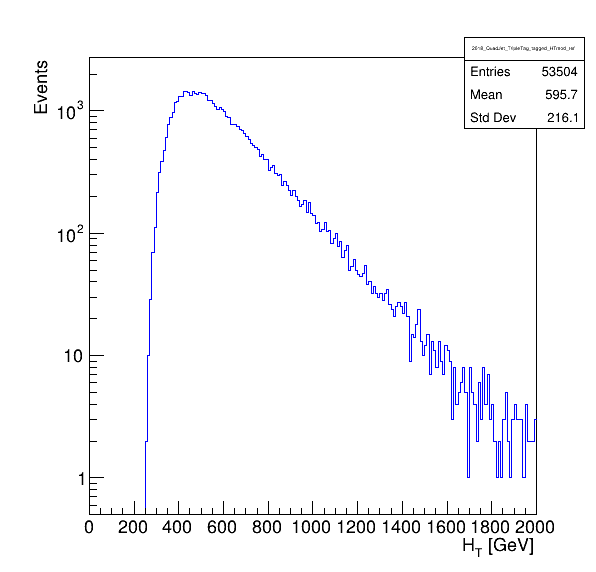 2018_QuadJet_TripleTag_tagged_HTmod_ref
Entries 53504
Mean 595.7
Std Dev 216.1
Events
10³
10²
10
1
0 200 400 600 800 1000 1200 1400 1600 1800 2000
H_T [GeV]